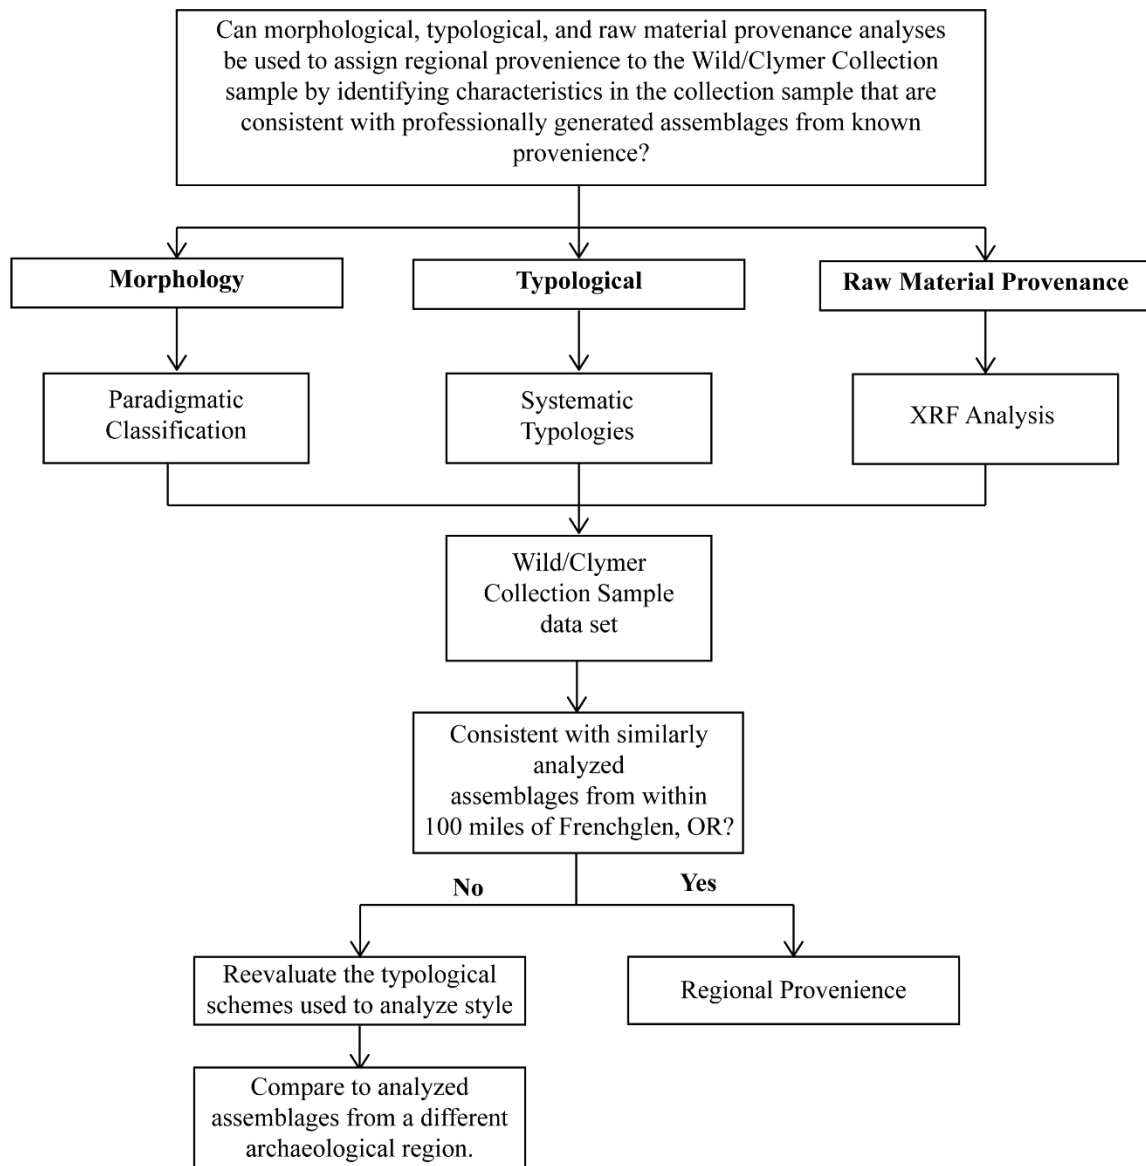 Can morphological, typological, and raw material provenance analyses
be used to assign regional provenience to the Wild/Clymer Collection
sample by identifying characteristics in the collection sample that are
consistent with professionally generated assemblages from known
provenience?
Morphology
Typological
Raw Material Provenance
Paradigmatic
Classification
Systematic
Typologies
XRF Analysis
Wild/Clymer
Collection Sample
data set
Consistent with similarly
analyzed
assemblages from within
100 miles of Frenchglen, OR?
No
Yes
Reevaluate the typological
schemes used to analyze style
Regional Provenience
Compare to analyzed
assemblages from a different
archaeological region.